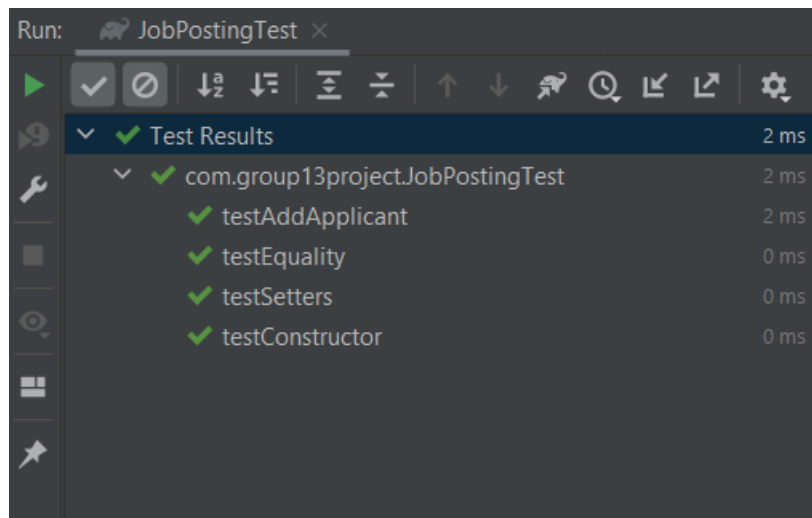 Run: JobPostingTest
Test Results 2 ms
com.group13project.JobPostingTest 2 ms
testAddApplicant 2 ms
testEquality 0 ms
testSetters 0 ms
testConstructor 0 ms